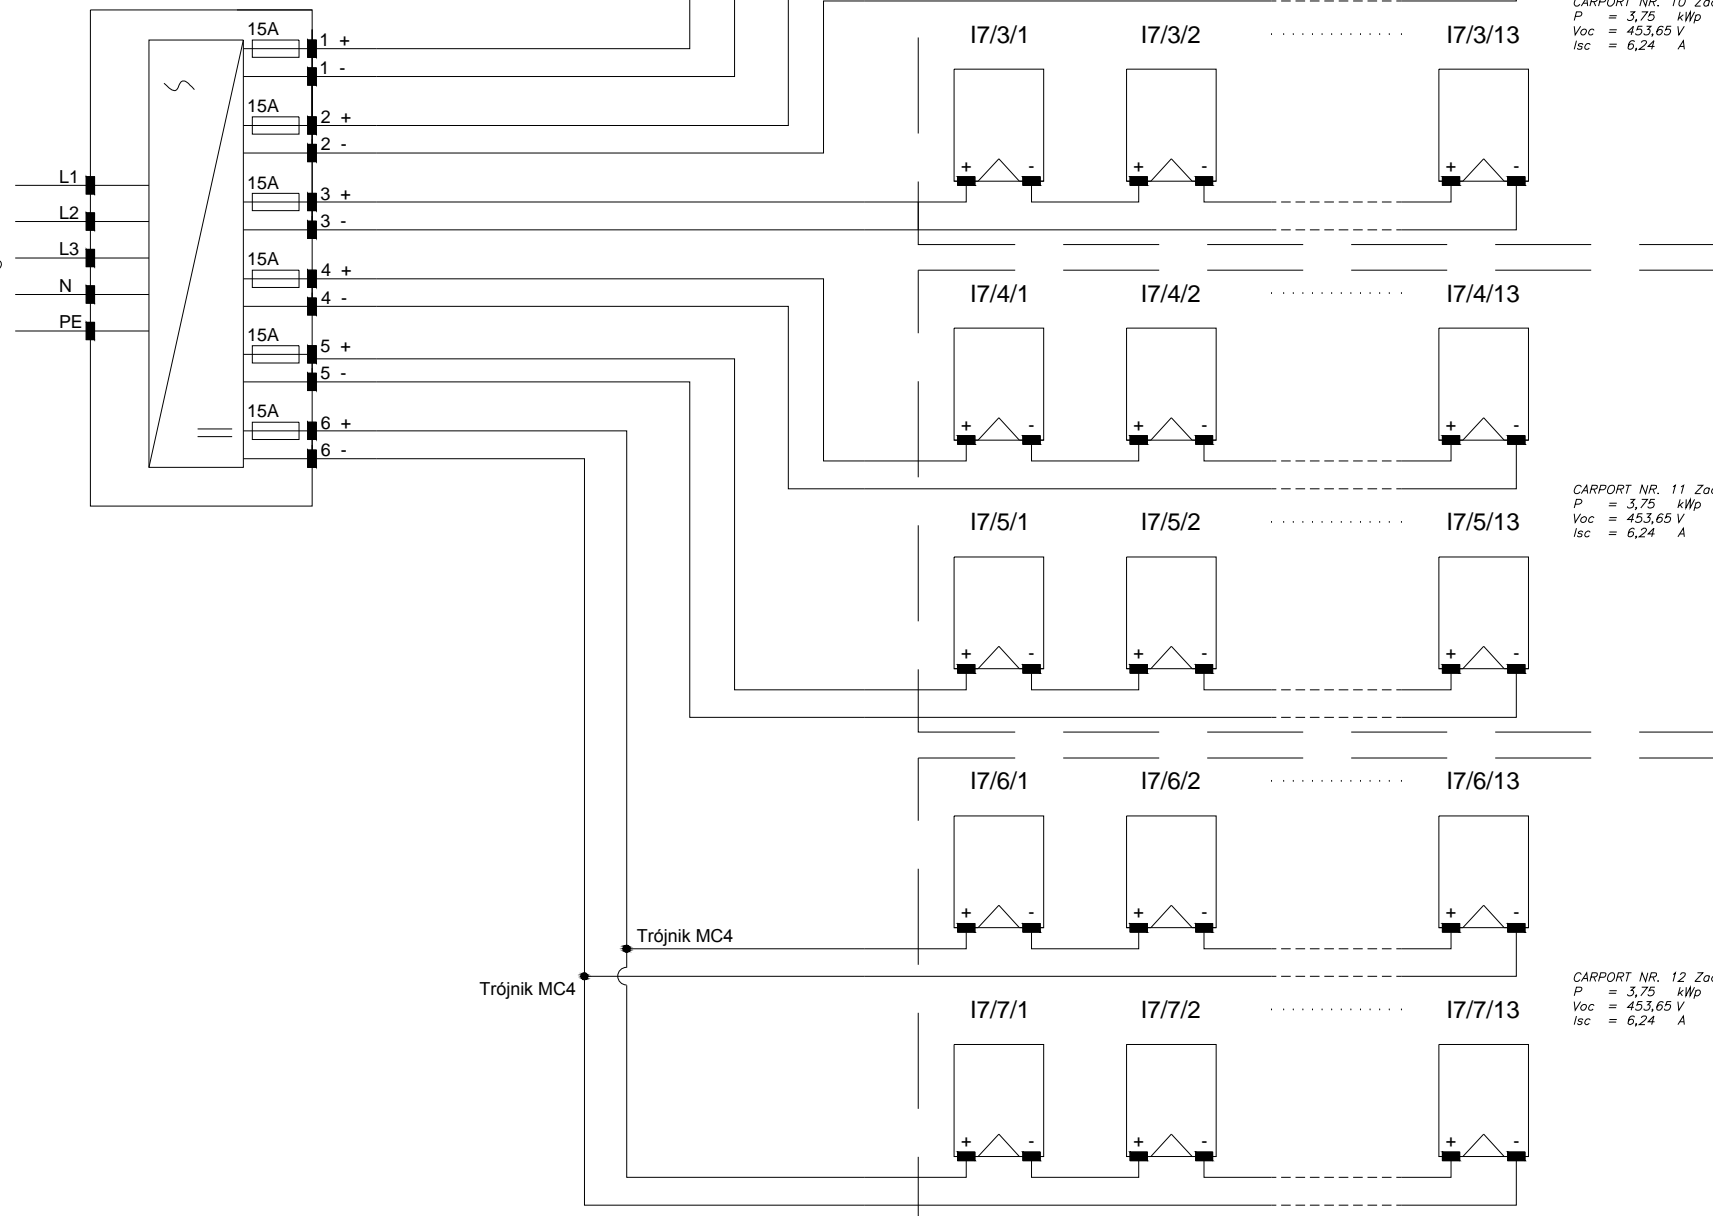 CARPORT NR. 10
P = 3,75 kWp
Voc = 453,65 V
Isc = 6,24 A
I7/3/1 I7/3/2 I7/3/13
+ - + - + -
15A 1 +
1 -
15A 2 +
2 -
15A 3 +
3 -
15A 4 +
4 -
15A 5 +
5 -
15A 6 +
6 -
L1
L2
L3
N
PE
I7/4/1 I7/4/2 I7/4/13
+ - + - + -
CARPORT NR. 11
P = 3,75 kWp
Voc = 453,65 V
Isc = 6,24 A
I7/5/1 I7/5/2 I7/5/13
+ - + - + -
I7/6/1 I7/6/2 I7/6/13
+ - + - + -
Trójnik MC4
Trójnik MC4
CARPORT NR. 12
P = 3,75 kWp
Voc = 453,65 V
Isc = 6,24 A
I7/7/1 I7/7/2 I7/7/13
+ - + - + -